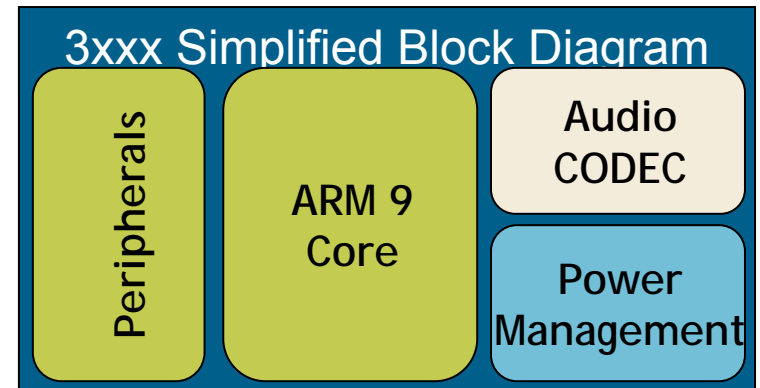 3xxx Simplified Block Diagram
Peripherals
ARM 9
Core
Audio
CODEC
Power
Management